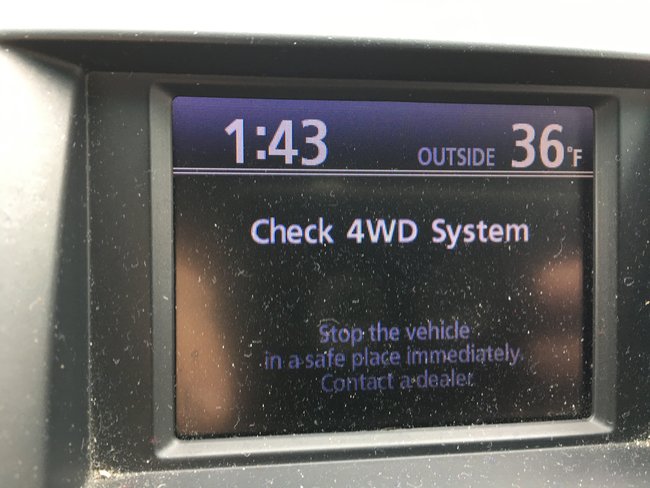 1:43 OUTSIDE 36°F
Check 4WD System
Stop the vehicle
in a safe place immediately.
Contact a dealer.